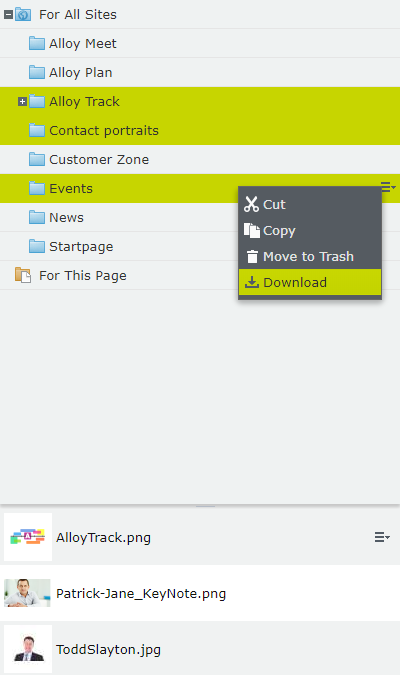 For All Sites
Alloy Meet
Alloy Plan
Alloy Track
Contact portraits
Customer Zone
Events
News
Startpage
For This Page
Cut
Copy
Move to Trash
Download
AlloyTrack.png
Patrick-Jane_KeyNote.png
ToddSlayton.jpg